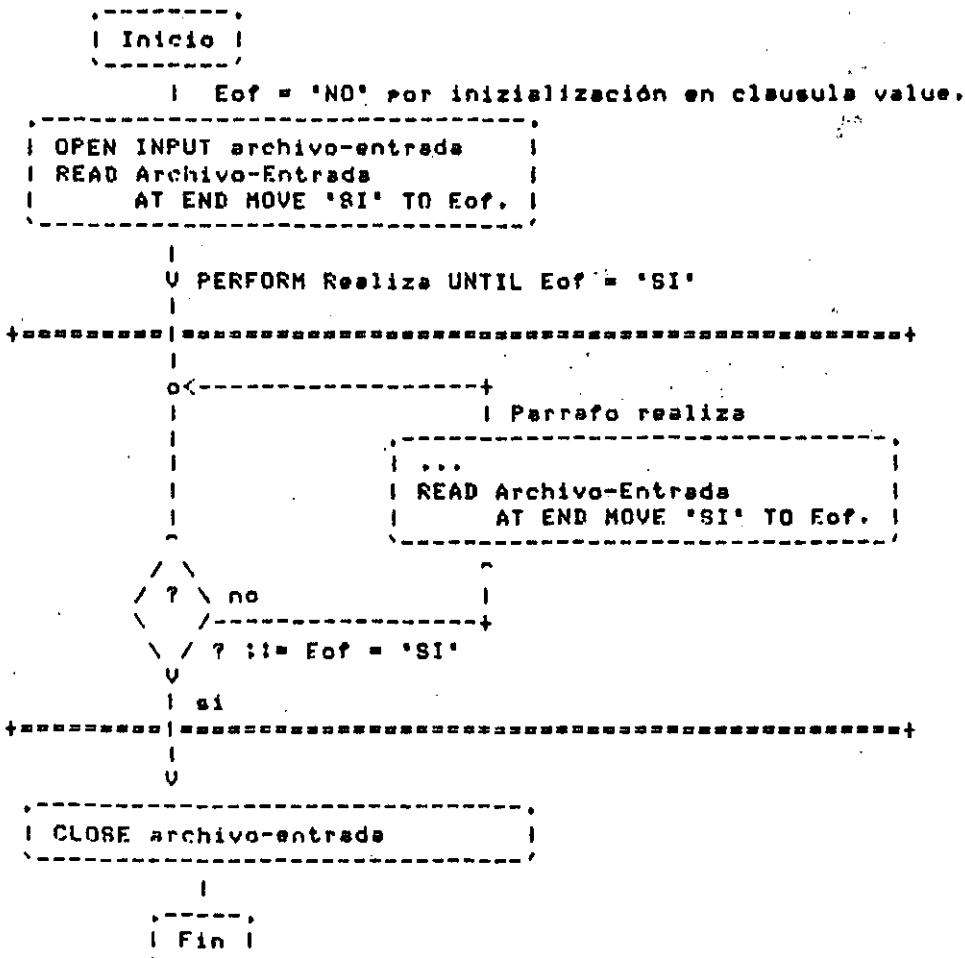 Inicio
Eof = "NO" por inizialización en clausula value.
OPEN INPUT archivo-entrada
READ Archivo-Entrada
AT END MOVE "SI" TO Eof.
PERFORM Realiza UNTIL Eof = "SI"
Parrafo realiza
...
READ Archivo-Entrada
AT END MOVE "SI" TO Eof.
? no
? ::= Eof = "SI"
si
CLOSE archivo-entrada
Fin